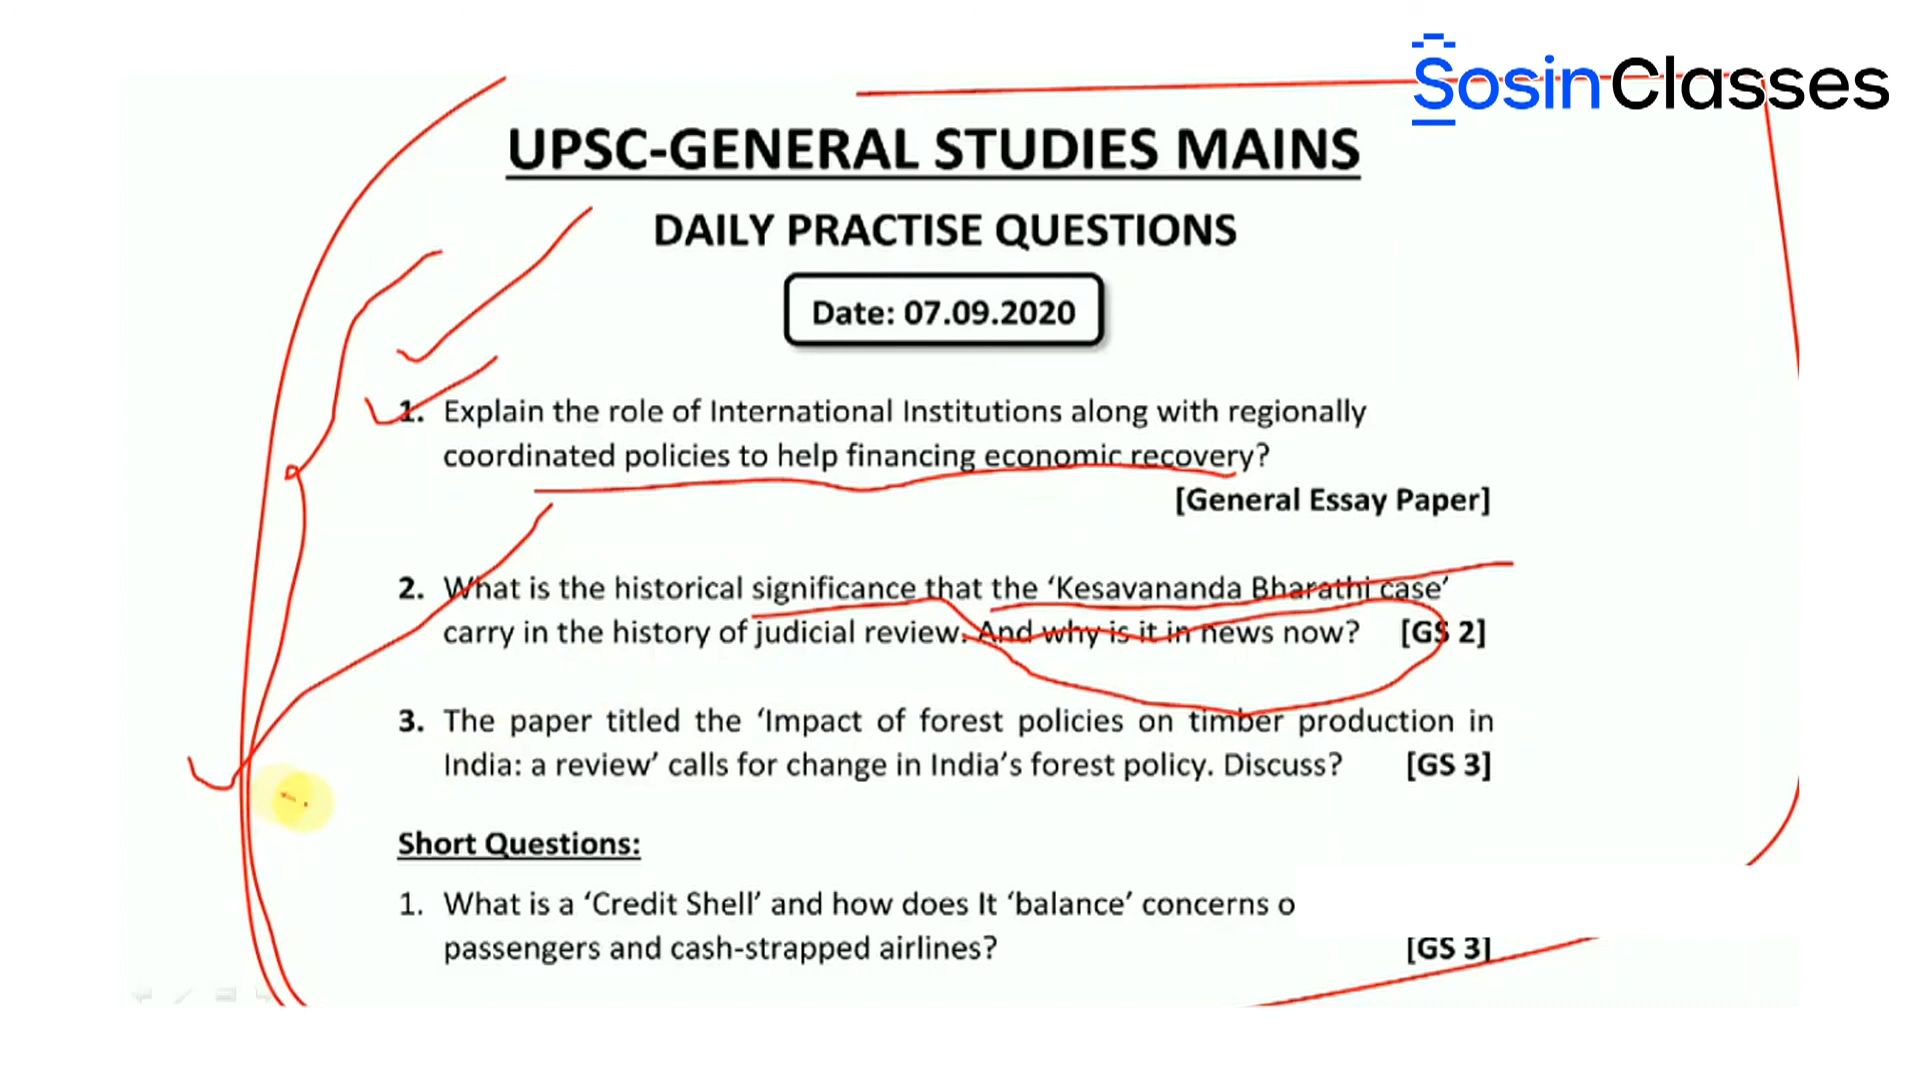 SosinClasses
UPSC-GENERAL STUDIES MAINS
DAILY PRACTISE QUESTIONS
Date: 07.09.2020
1. Explain the role of International Institutions along with regionally
coordinated policies to help financing economic recovery?
[General Essay Paper]
2. What is the historical significance that the ‘Kesavananda Bharathi case’
carry in the history of judicial review. And why is it in news now? [GS 2]
3. The paper titled the ‘Impact of forest policies on timber production in
India: a review’ calls for change in India’s forest policy. Discuss? [GS 3]
Short Questions:
1. What is a ‘Credit Shell’ and how does It ‘balance’ concerns o
passengers and cash-strapped airlines? [GS 3]